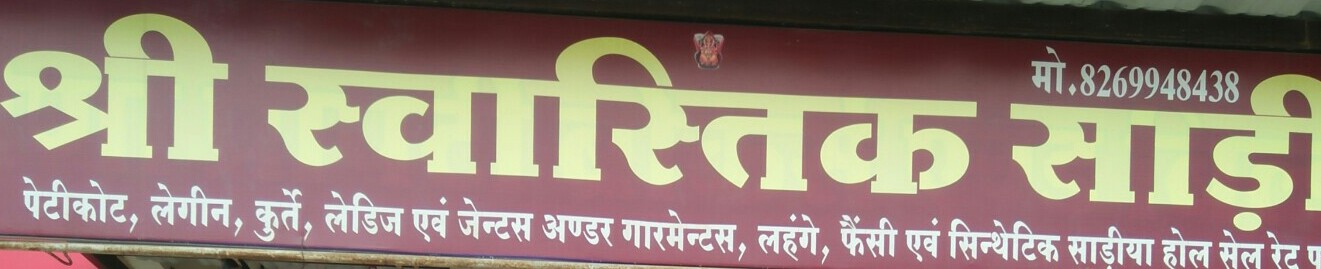 मो.8269948438
श्री स्वास्तिक साड़ी
पेटीकोट, लेगीन, कुर्ते, लेडिज एवं जेन्टस अण्डर गारमेन्टस, लहंगे, फैंसी एवं सिन्थेटिक साड़ीया होल सेल रेट